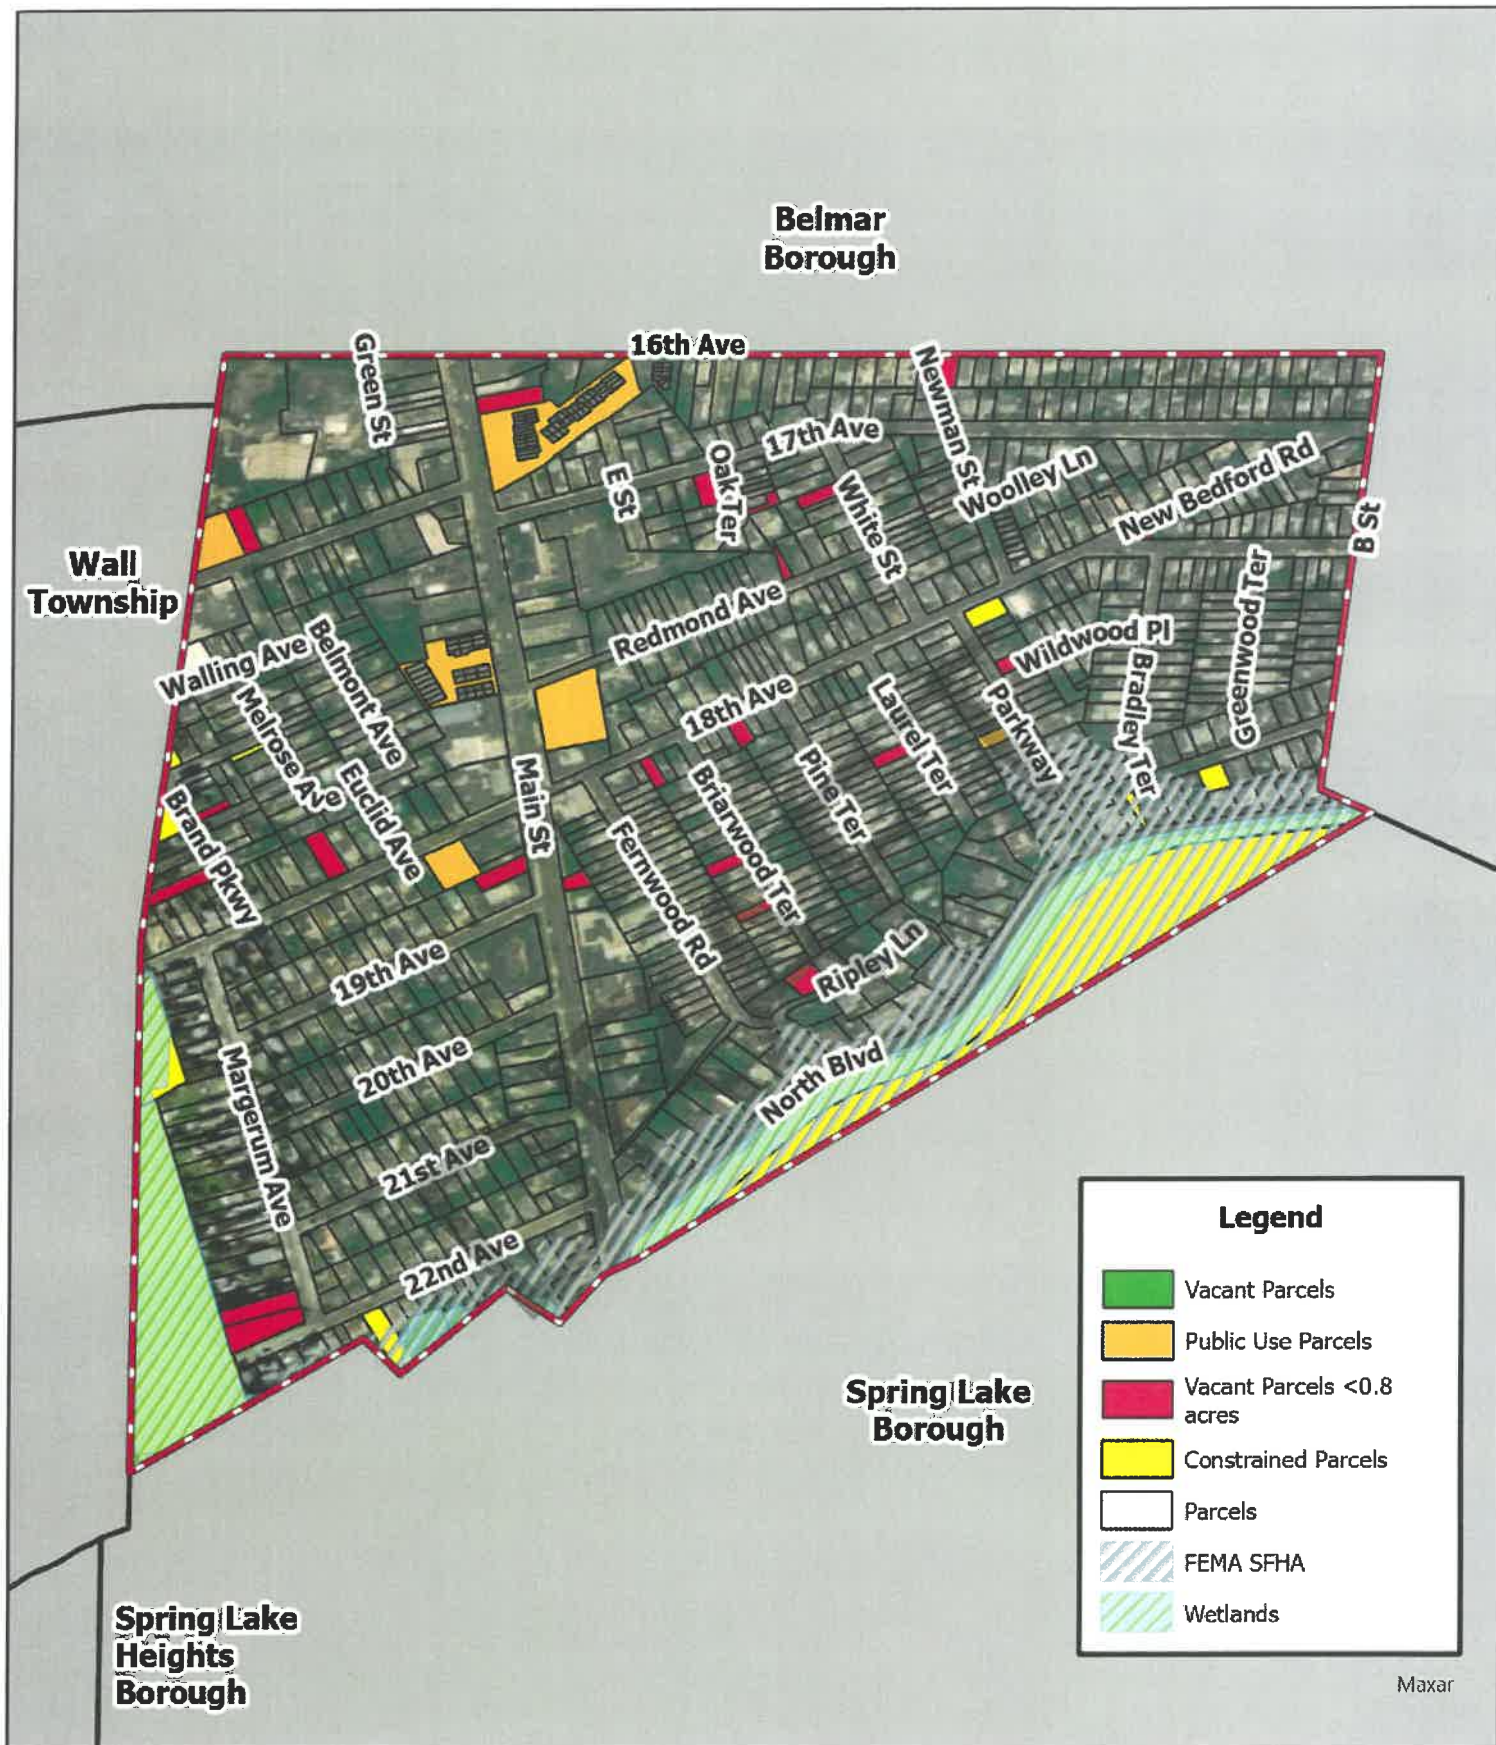 Belmar
Borough
16th Ave
Green St
Newman St
17th Ave
Oak Ter
E St
White St
Woolley Ln
New Bedford Rd
B St
Wall
Township
Redmond Ave
Greenwood Ter
Walling Ave
Belmont Ave
Melrose Ave
Wildwood Pl
Bradley Ter
18th Ave
Laurel Ter
Parkway
Euclid Ave
Main St
Pine Ter
Briarwood Ter
Brand Pkwy
Fernwood Rd
19th Ave
Ripley Ln
20th Ave
North Blvd
Margerum Ave
21st Ave
22nd Ave
Spring Lake
Borough
Spring Lake
Heights
Borough
Legend
Vacant Parcels
Public Use Parcels
Vacant Parcels <0.8
acres
Constrained Parcels
Parcels
FEMA SFHA
Wetlands
Maxar